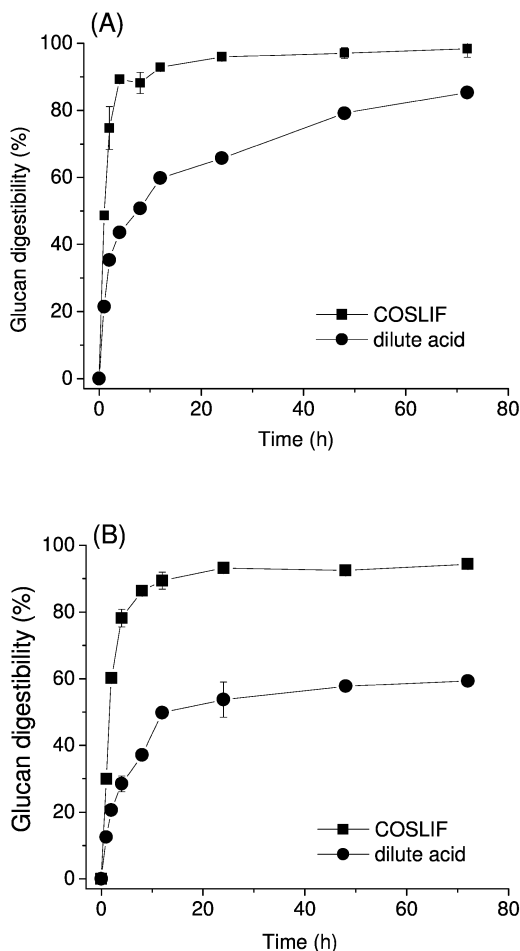 (A)
100
80
60
40
20
0
Glucan digestibility (%)
COSLIF
dilute acid
0 20 40 60 80
Time (h)
(B)
100
80
60
40
20
0
Glucan digestibility (%)
COSLIF
dilute acid
0 20 40 60 80
Time (h)